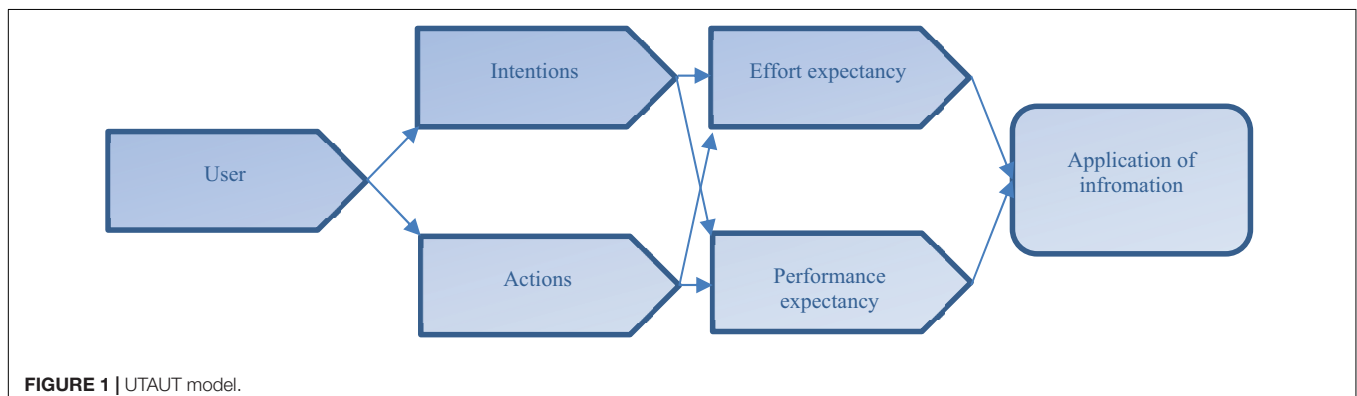 User
Intentions
Actions
Effort expectancy
Performance
expectancy
Application of
infromation
FIGURE 1 | UTAUT model.